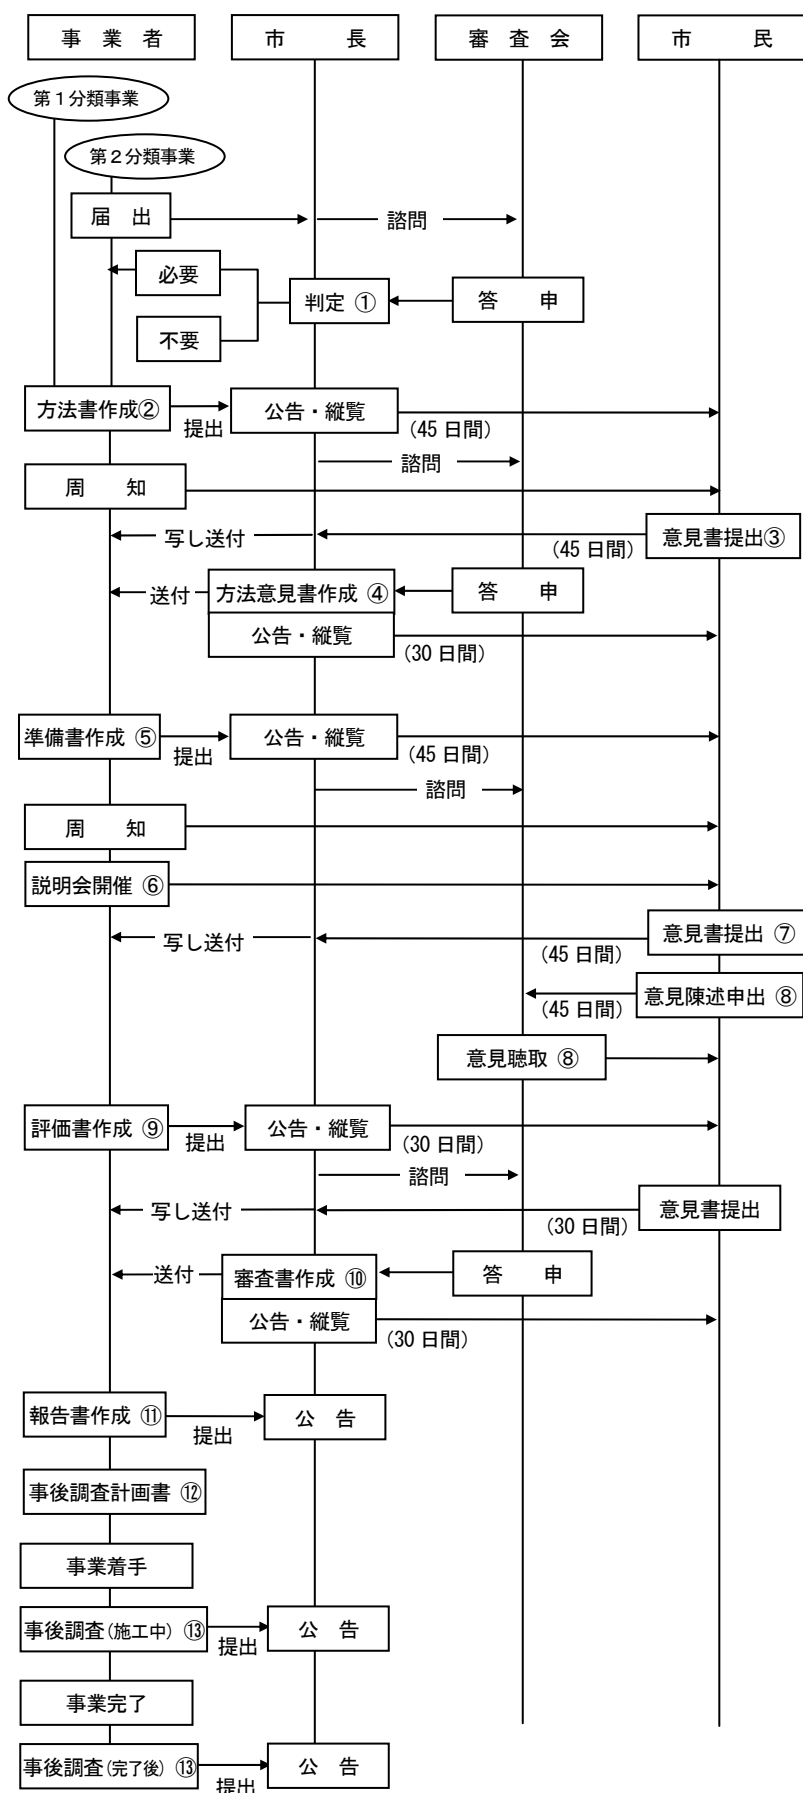 事 業 者
市 長
審 査 会
市 民
第１分類事業
第２分類事業
届 出
諮問
必要
判定 ①
答 申
不要
方法書作成②
提出
公告・縦覧
(45 日間)
諮問
周 知
写し送付
(45 日間)
意見書提出③
送付
方法意見書作成 ④
答 申
公告・縦覧
(30 日間)
準備書作成 ⑤
提出
公告・縦覧
(45 日間)
諮問
周 知
説明会開催 ⑥
写し送付
(45 日間)
意見書提出 ⑦
(45 日間)
意見陳述申出 ⑧
意見聴取 ⑧
評価書作成 ⑨
提出
公告・縦覧
(30 日間)
諮問
写し送付
(30 日間)
意見書提出
送付
審査書作成 ⑩
答 申
公告・縦覧
(30 日間)
報告書作成 ⑪
提出
公 告
事後調査計画書 ⑫
事業着手
事後調査(施工中) ⑬
提出
公 告
事業完了
事後調査(完了後) ⑬
提出
公 告